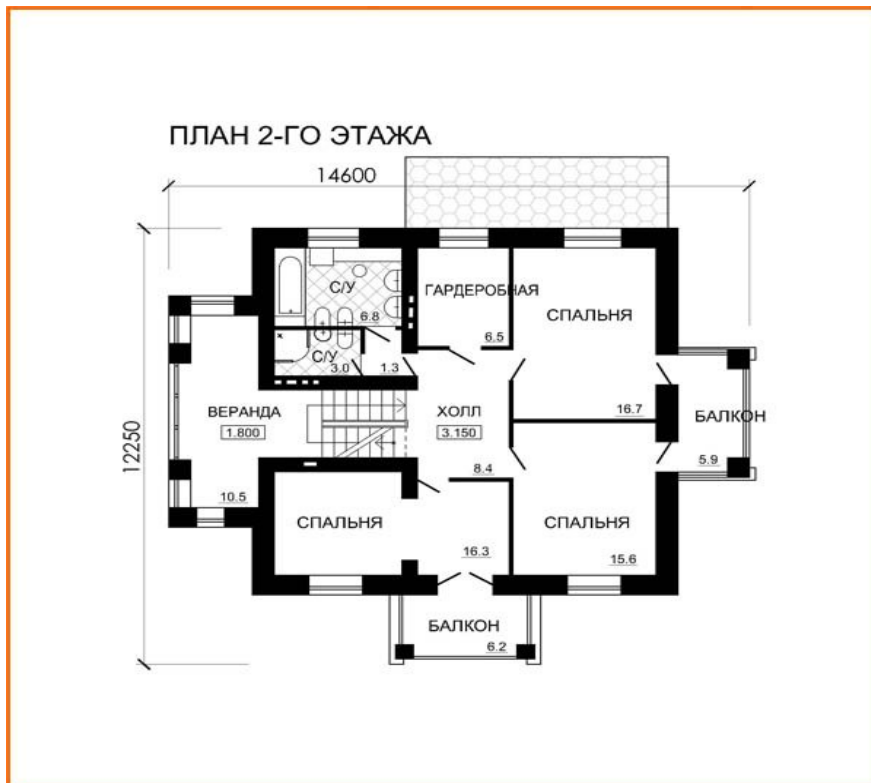 ПЛАН 2-ГО ЭТАЖА
14600
12250
С/У
6.8
ГАРДЕРОБНАЯ
6.5
СПАЛЬНЯ
16.7
С/У
3.0
1.3
ВЕРАНДА
1.800
10.5
ХОЛЛ
3.150
8.4
БАЛКОН
5.9
СПАЛЬНЯ
16.3
СПАЛЬНЯ
15.6
БАЛКОН
6.2